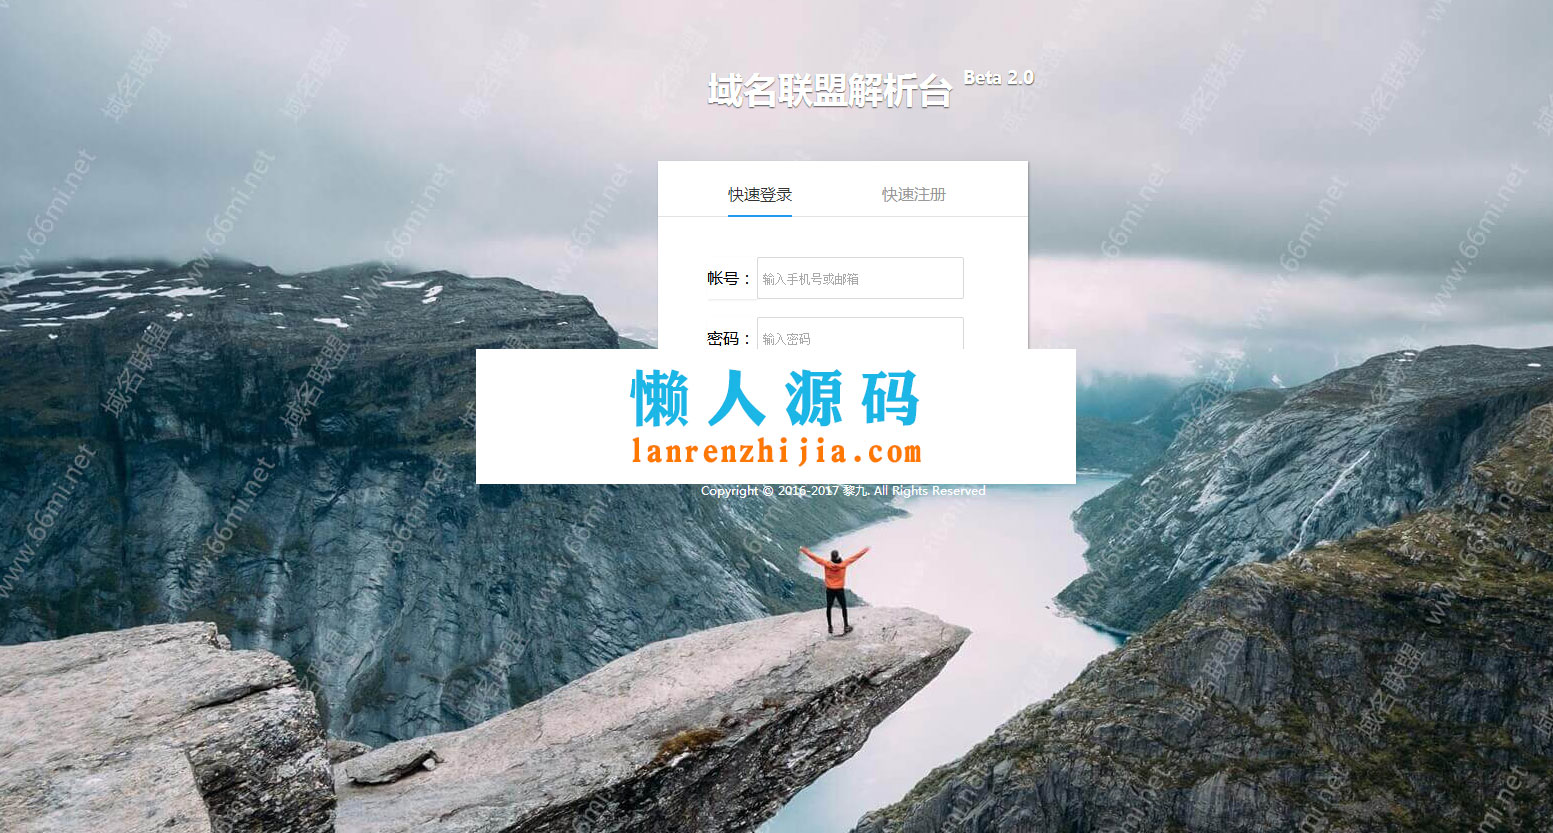 域名联盟解析台 Beta 2.0
快速登录 快速注册
帐号： 输入手机号或邮箱
密码： 输入密码
懒人源码
lanrenzhijia.com
Copyright © 2016-2017 黎九. All Rights Reserved
域名联盟 - www.66mi.net